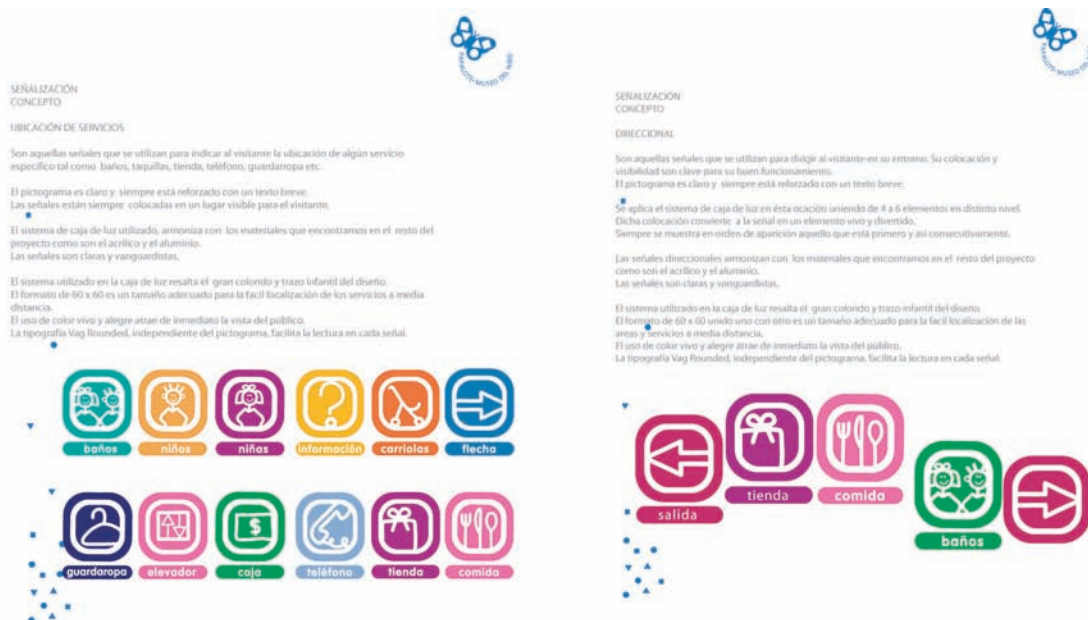 PAPALOTE • MUSEO DEL NIÑO
SEÑALIZACIÓN
CONCEPTO
UBICACIÓN DE SERVICIOS
Son aquellas señales que se utilizan para indicar al visitante la ubicación de algún servicio
específico tal como baños, taquillas, tienda, teléfono, guardarropa etc.
El pictograma es claro y siempre está reforzado con un texto breve.
Las señales están siempre colocadas en un lugar visible para el visitante.
El sistema de caja de luz utilizado, armoniza con los materiales que encontramos en el resto del
proyecto como son el acrílico y el aluminio.
Las señales son claras y vanguardistas.
El sistema utilizado en la caja de luz resalta el gran colorido y trazo infantil del diseño.
El formato de 60 x 60 es un tamaño adecuado para la facil localización de los servicios a media
distancia.
El uso de color vivo y alegre atrae de inmediato la vista del público.
La tipografía Vag Rounded, independiente del pictograma, facilita la lectura en cada señal.
baños niños niñas información carriolas flecha
$
guardaropa elevador caja teléfono tienda comida
PAPALOTE • MUSEO DEL NIÑO
SEÑALIZACIÓN
CONCEPTO
DIRECCIONAL
Son aquellas señales que se utilizan para dirigir al visitante en su entorno. Su colocación y
visibilidad son clave para su buen funcionamiento.
El pictograma es claro y siempre está reforzado con un texto breve.
Se aplica el sistema de caja de luz en ésta ocación uniendo de 4 a 6 elementos en distinto nivel.
Dicha colocación convierte a la señal en un elemento vivo y divertido.
Siempre se muestra en orden de aparición aquello que está primero y así consecutivamente.
Las señales direccionales armonizan con los materiales que encontramos en el resto del proyecto
como son el acrílico y el aluminio.
Las señales son claras y vanguardistas.
El sistema utilizado en la caja de luz resalta el gran colorido y trazo infantil del diseño.
El formato de 60 x 60 unido uno con otro es un tamaño adecuado para la facil localización de las
areas y servicios a media distancia.
El uso de color vivo y alegre atrae de inmediato la vista del público.
La tipografía Vag Rounded, independiente del pictograma, facilita la lectura en cada señal.
salida tienda comida baños